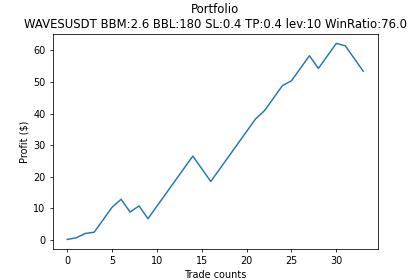 Portfolio
WAVESUSDT BBM:2.6 BBL:180 SL:0.4 TP:0.4 lev:10 WinRatio:76.0
60
50
40
30
20
10
0
Profit ($)
0 5 10 15 20 25 30
Trade counts